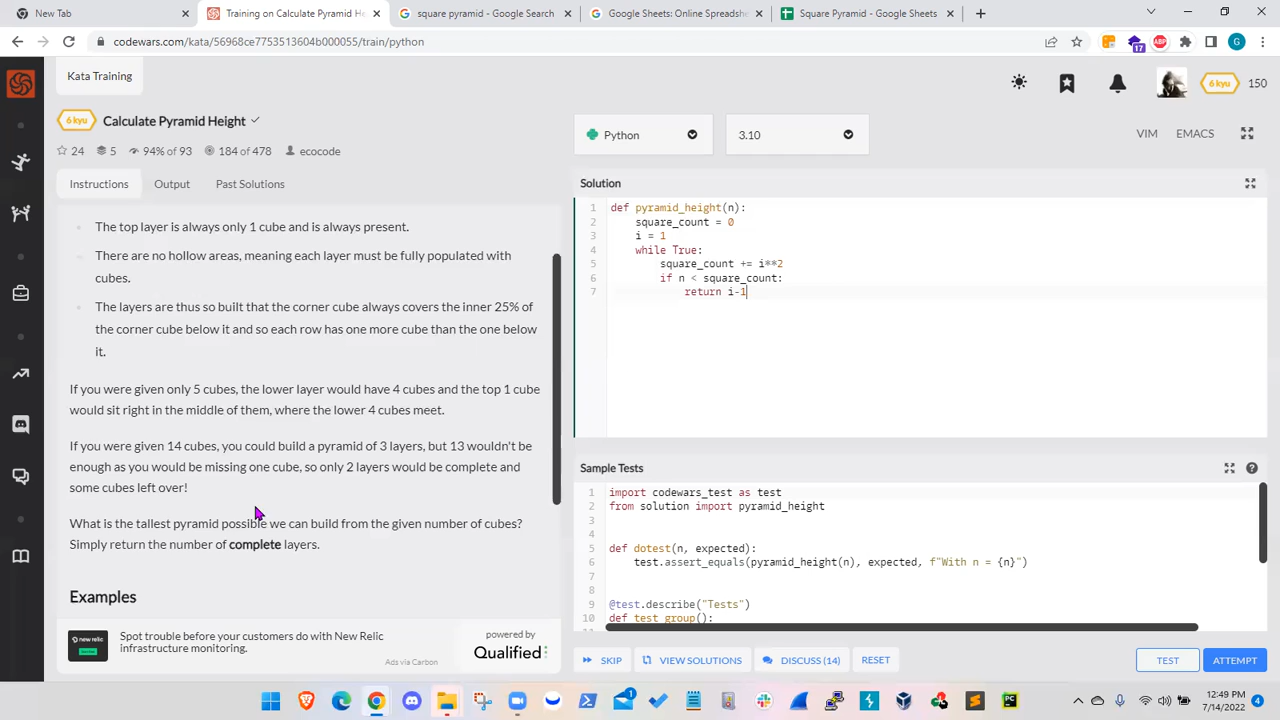 New Tab
Training on Calculate Pyramid H
square pyramid - Google Search
Google Sheets: Online Spreadshe
Square Pyramid - Google Sheets
codewars.com/kata/56968ce7753513604b000055/train/python
17
G
Kata Training
6 kyu
150
6 kyu
Calculate Pyramid Height
24
5
94% of 93
184 of 478
ecocode
Python
3.10
VIM
EMACS
Instructions
Output
Past Solutions
Solution
The top layer is always only 1 cube and is always present.
There are no hollow areas, meaning each layer must be fully populated with
cubes.
The layers are thus so built that the corner cube always covers the inner 25% of
the corner cube below it and so each row has one more cube than the one below
it.
If you were given only 5 cubes, the lower layer would have 4 cubes and the top 1 cube
would sit right in the middle of them, where the lower 4 cubes meet.
If you were given 14 cubes, you could build a pyramid of 3 layers, but 13 wouldn't be
enough as you would be missing one cube, so only 2 layers would be complete and
some cubes left over!
What is the tallest pyramid possible we can build from the given number of cubes?
Simply return the number of complete layers.
Examples
Spot trouble before your customers do with New Relic
infrastructure monitoring.
Ads via Carbon
powered by
Qualified
1 def pyramid_height(n):
2 square_count = 0
3 i = 1
4 while True:
5 square_count += i**2
6 if n < square_count:
7 return i-1
Sample Tests
1 import codewars_test as test
2 from solution import pyramid_height
3
4
5 def dotest(n, expected):
6 test.assert_equals(pyramid_height(n), expected, f"With n = {n}")
7
8
9 @test.describe("Tests")
10 def test_group():
SKIP
VIEW SOLUTIONS
DISCUSS (14)
RESET
TEST
ATTEMPT
12:49 PM
7/14/2022
4